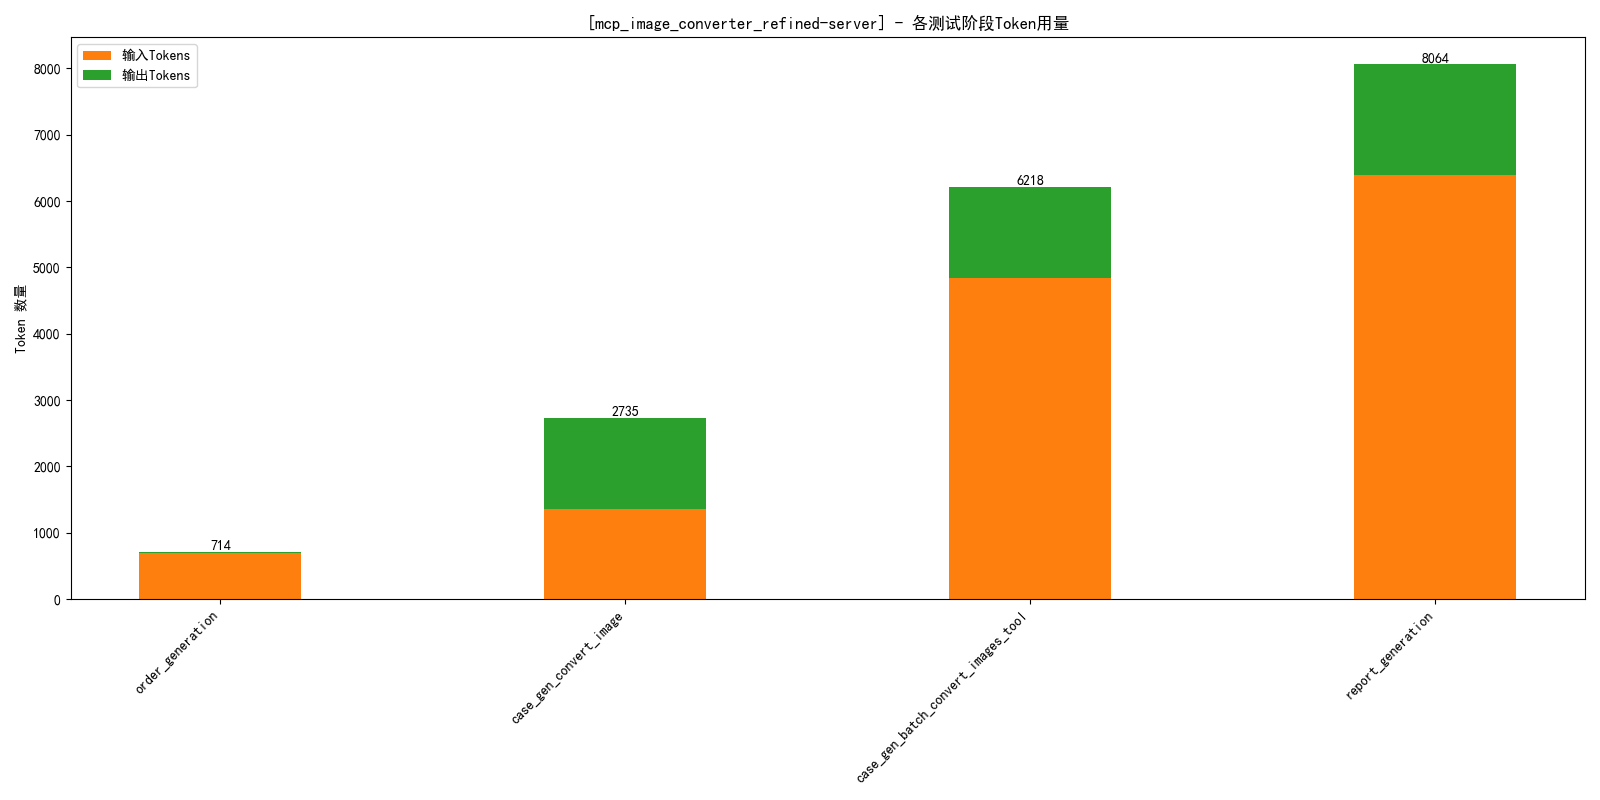 [mcp_image_converter_refined-server] - 各测试阶段Token用量
输入Tokens
输出Tokens
Token 数量
8000
7000
6000
5000
4000
3000
2000
1000
0
714
2735
6218
8064
order_generation
case_gen_convert_image
case_gen_batch_convert_images_tool
report_generation